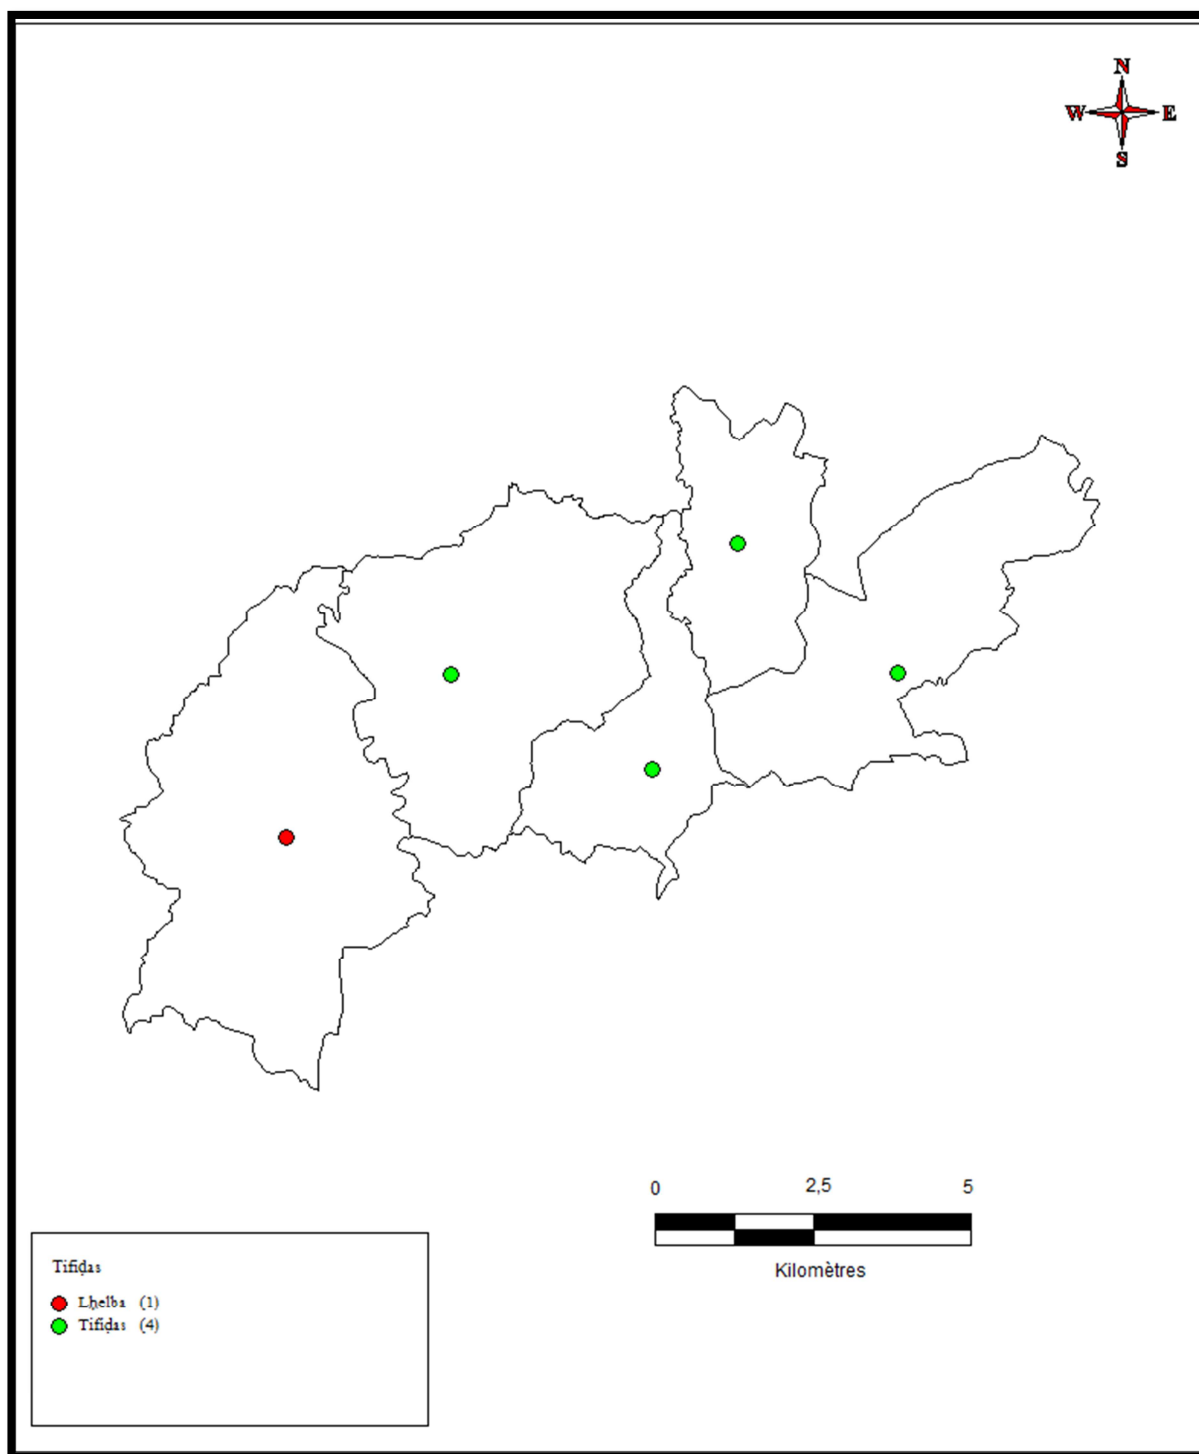 N
W E
S
0 2,5 5
Kilomètres
Tifiḍas
Lḥelba (1)
Tifiḍas (4)